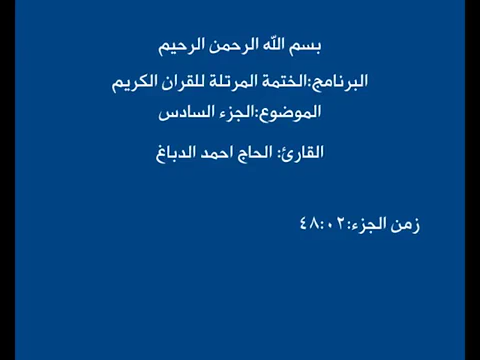 بسم الله الرحمن الرحيم
البرنامج:الختمة المرتلة للقران الكريم
الموضوع:الجزء السادس
القارئ: الحاج احمد الدباغ
زمن الجزء:٤٨:٠٢